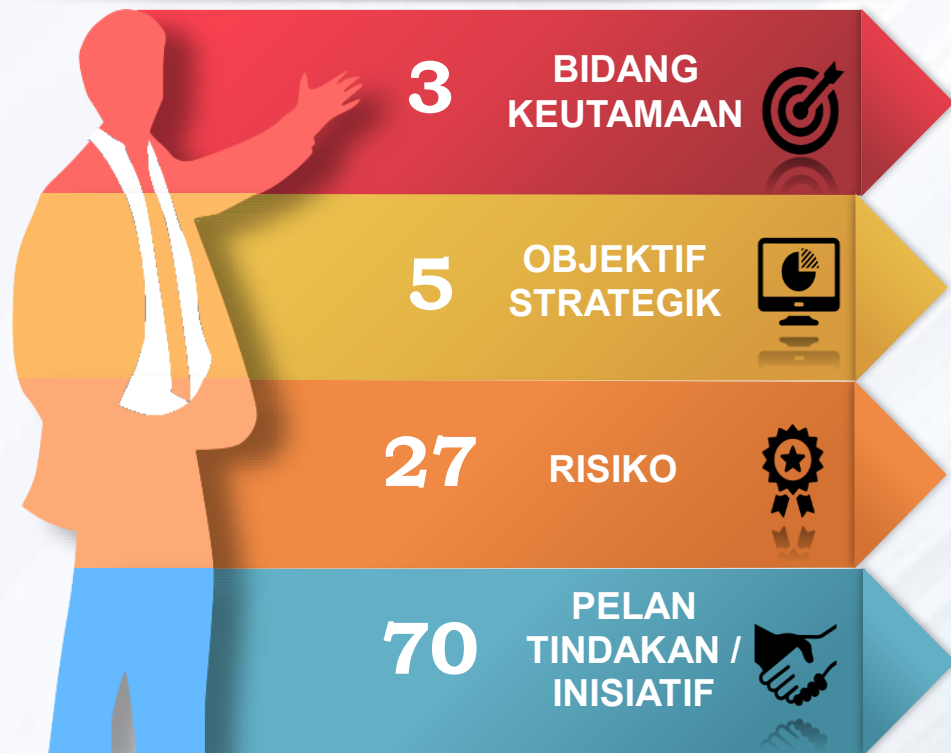 3
BIDANG
KEUTAMAAN
5
OBJEKTIF
STRATEGIK
27
RISIKO
70
PELAN
TINDAKAN /
INISIATIF